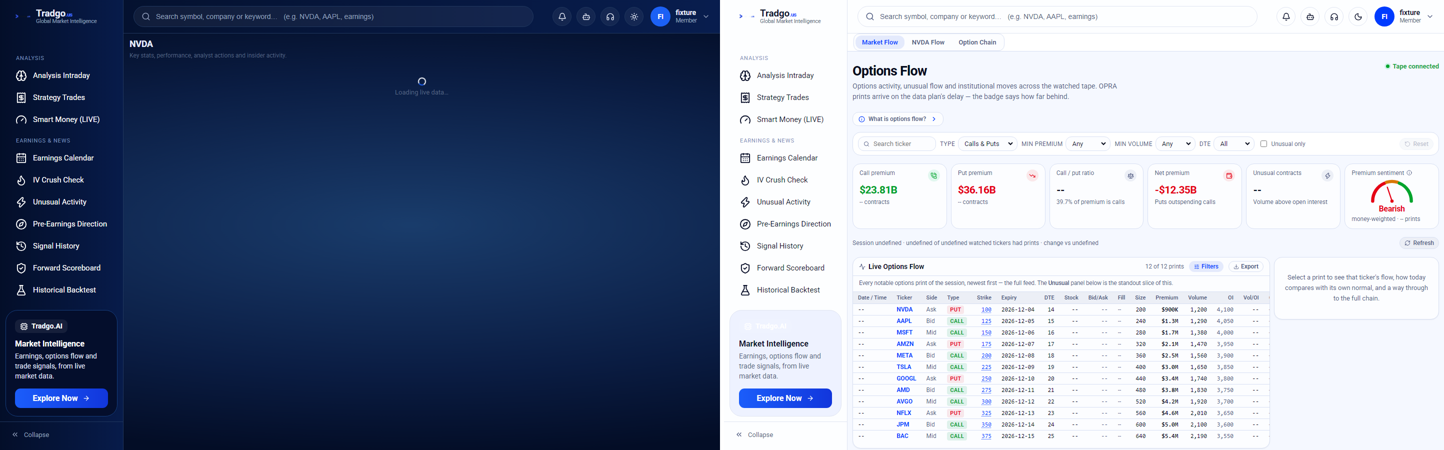 Tradgo.us
Global Market Intelligence
Search symbol, company or keyword... (e.g. NVDA, AAPL, earnings)
FI
fixture
Member
ANALYSIS
Analysis Intraday
Strategy Trades
Smart Money (LIVE)
EARNINGS & NEWS
Earnings Calendar
IV Crush Check
Unusual Activity
Pre-Earnings Direction
Signal History
Forward Scoreboard
Historical Backtest
Tradgo.AI
Market Intelligence
Earnings, options flow and
trade signals, from live
market data.
Explore Now →
Collapse
NVDA
Key stats, performance, analyst actions and insider activity
Loading live data...
Tradgo.us
Global Market Intelligence
Search symbol, company or keyword... (e.g. NVDA, AAPL, earnings)
FI
fixture
Member
ANALYSIS
Analysis Intraday
Strategy Trades
Smart Money (LIVE)
EARNINGS & NEWS
Earnings Calendar
IV Crush Check
Unusual Activity
Pre-Earnings Direction
Signal History
Forward Scoreboard
Historical Backtest
Tradgo.AI
Market Intelligence
Earnings, options flow and
trade signals, from live
market data.
Explore Now →
Collapse
Market Flow NVDA Flow Option Chain
Options Flow
Tape connected
Options activity, unusual flow and institutional moves across the watched tape. OPRA
prints arrive on the data plan's delay — the badge says how far behind.
What is options flow?
Search ticker TYPE Calls & Puts MIN PREMIUM Any MIN VOLUME Any DTE All Unusual only Reset
Call premium
$23.81B
– contracts
Put premium
$36.16B
– contracts
Call / put ratio
--
39.7% of premium is calls
Net premium
-$12.35B
Puts outspending calls
Unusual contracts
--
Volume above open interest
Premium sentiment
Bearish
money-weighted · – prints
Session undefined · undefined of undefined watched tickers had prints · change vs undefined
Refresh
Live Options Flow 12 of 12 prints Filters Export
Every notable options print of the session, newest first — the full feed. The Unusual panel below is the standout slice of this.
Date / Time Ticker Side Type Strike Expiry DTE Stock Bid/Ask Fill Size Premium Volume OI Vol/OI
-- NVDA Ask PUT 100 2026-12-04 14 -- -- – 200 $900K 1,200 4,100 --
-- AAPL Bid CALL 125 2026-12-05 15 -- -- – 240 $1.3M 1,290 4,050 --
-- MSFT Mid CALL 150 2026-12-06 16 -- -- – 280 $1.7M 1,380 4,000 --
-- AMZN Ask PUT 175 2026-12-07 17 -- -- – 320 $2.1M 1,470 3,950 --
-- META Bid CALL 200 2026-12-08 18 -- -- – 360 $2.5M 1,560 3,900 --
-- TSLA Mid CALL 225 2026-12-09 19 -- -- – 400 $3.0M 1,650 3,850 --
-- GOOGL Ask PUT 250 2026-12-10 20 -- -- – 440 $3.4M 1,740 3,800 --
-- AMD Bid CALL 275 2026-12-11 21 -- -- – 480 $3.8M 1,830 3,750 --
-- AVGO Mid CALL 300 2026-12-12 22 -- -- – 520 $4.2M 1,920 3,700 --
-- NFLX Ask PUT 325 2026-12-13 23 -- -- – 560 $4.6M 2,010 3,650 --
-- JPM Bid CALL 350 2026-12-14 24 -- -- – 600 $5.0M 2,100 3,600 --
-- BAC Mid CALL 375 2026-12-15 25 -- -- – 640 $5.4M 2,190 3,550 --
Select a print to see that ticker's flow, how today
compares with its own normal, and a way through
to the full chain.